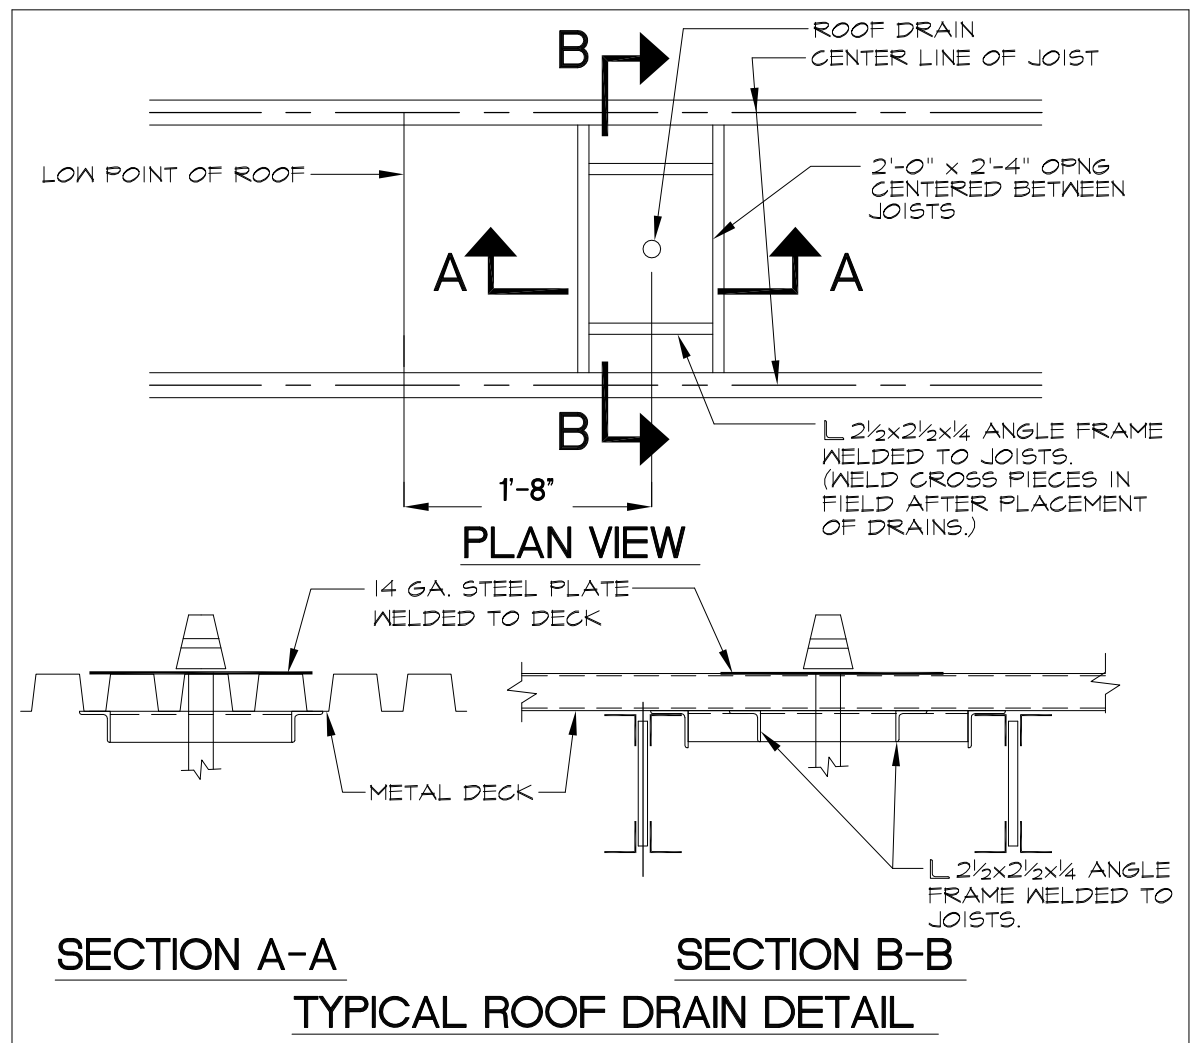 B
ROOF DRAIN
CENTER LINE OF JOIST
LOW POINT OF ROOF
2'-0" x 2'-4" OPNG
CENTERED BETWEEN
JOISTS
A
A
B
L 2½x2½x¼ ANGLE FRAME
WELDED TO JOISTS.
(WELD CROSS PIECES IN
FIELD AFTER PLACEMENT
OF DRAINS.)
1'-8"
PLAN VIEW
14 GA. STEEL PLATE
WELDED TO DECK
METAL DECK
L 2½x2½x¼ ANGLE
FRAME WELDED TO
JOISTS.
SECTION A-A
SECTION B-B
TYPICAL ROOF DRAIN DETAIL